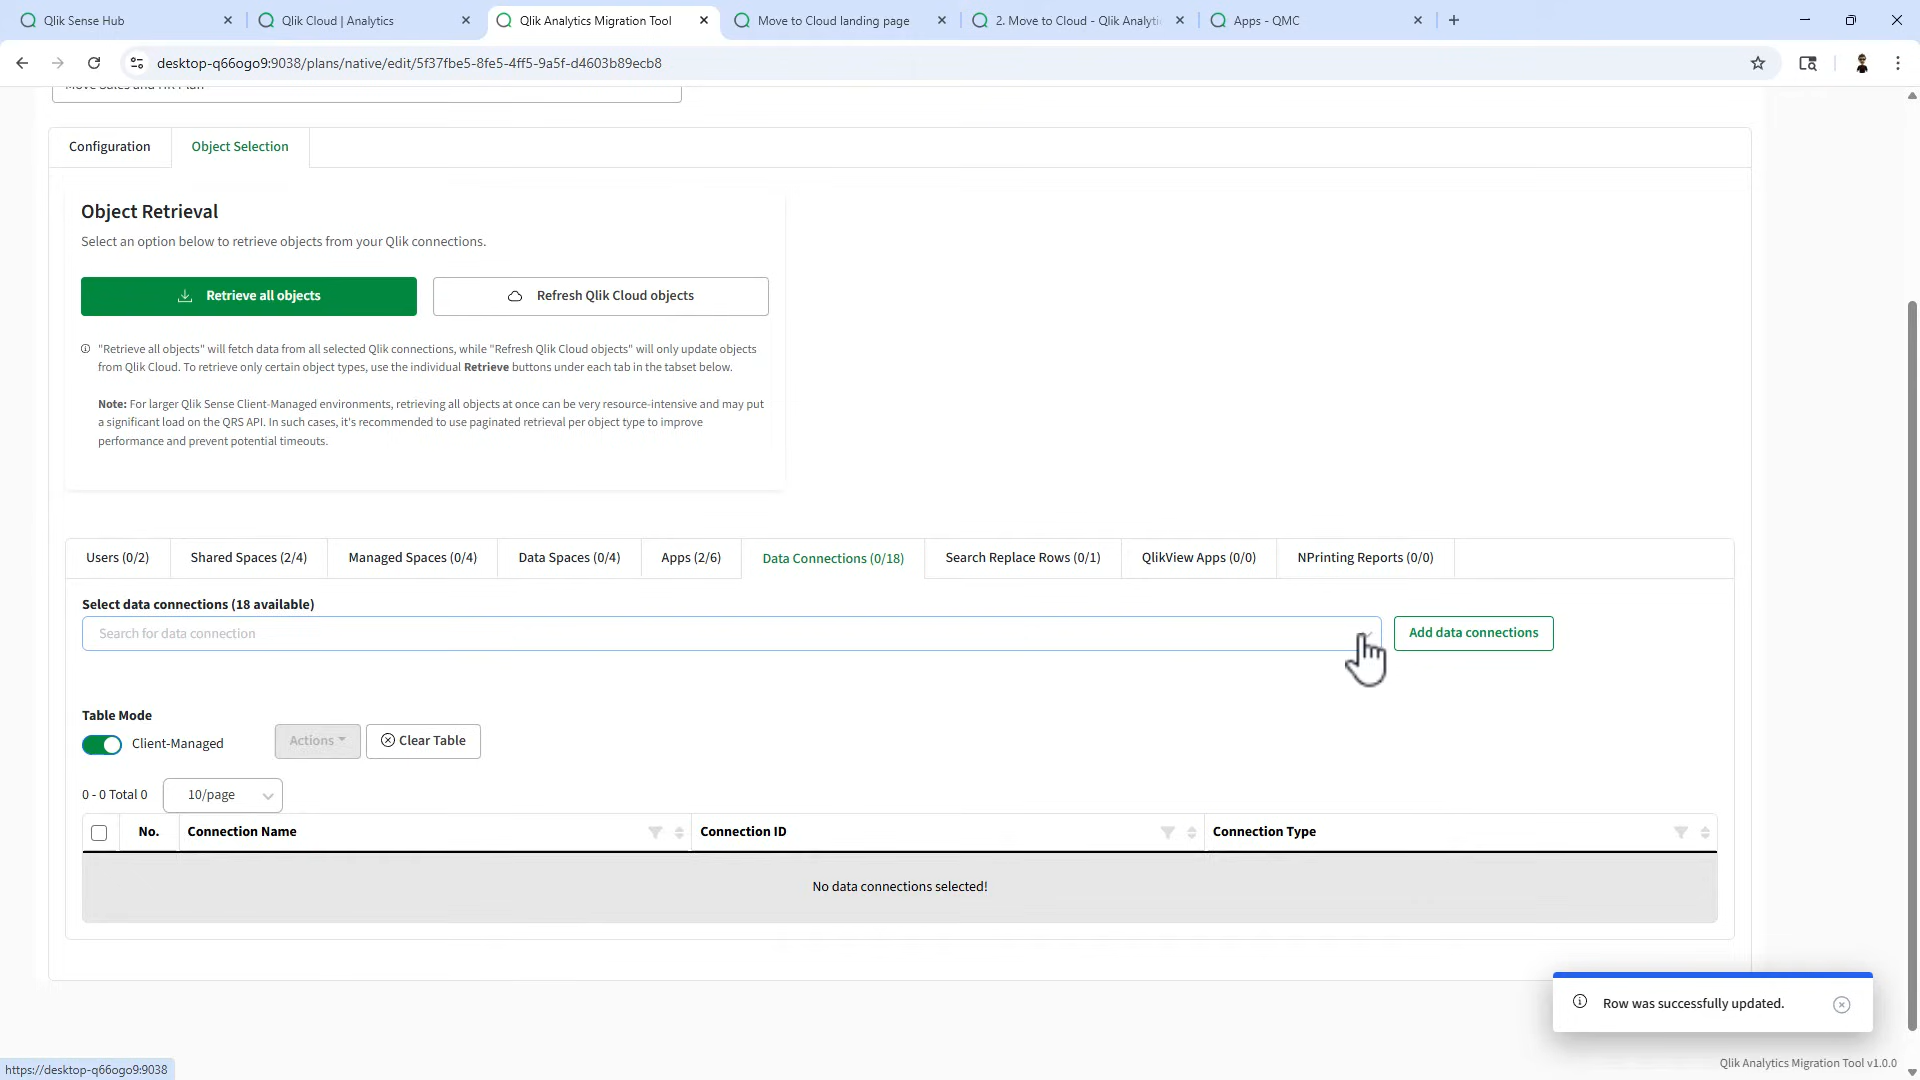 Qlik Sense Hub
Qlik Cloud | Analytics
Qlik Analytics Migration Tool
Move to Cloud landing page
2. Move to Cloud - Qlik Analyti
Apps - QMC
desktop-q66ogo9:9038/plans/native/edit/5f37fbe5-8fe5-4ff5-9a5f-d4603b89ecb8
Move Sales and HR Plan
Configuration
Object Selection
Object Retrieval
Select an option below to retrieve objects from your Qlik connections.
Retrieve all objects
Refresh Qlik Cloud objects
"Retrieve all objects" will fetch data from all selected Qlik connections, while "Refresh Qlik Cloud objects" will only update objects
from Qlik Cloud. To retrieve only certain object types, use the individual Retrieve buttons under each tab in the tabset below.
Note: For larger Qlik Sense Client-Managed environments, retrieving all objects at once can be very resource-intensive and may put
a significant load on the QRS API. In such cases, it's recommended to use paginated retrieval per object type to improve
performance and prevent potential timeouts.
Users (0/2)
Shared Spaces (2/4)
Managed Spaces (0/4)
Data Spaces (0/4)
Apps (2/6)
Data Connections (0/18)
Search Replace Rows (0/1)
QlikView Apps (0/0)
NPrinting Reports (0/0)
Select data connections (18 available)
Search for data connection
Add data connections
Table Mode
Client-Managed
Actions
Clear Table
0 - 0 Total 0
10/page
No.
Connection Name
Connection ID
Connection Type
No data connections selected!
Row was successfully updated.
Qlik Analytics Migration Tool v1.0.0
https://desktop-q66ogo9:9038